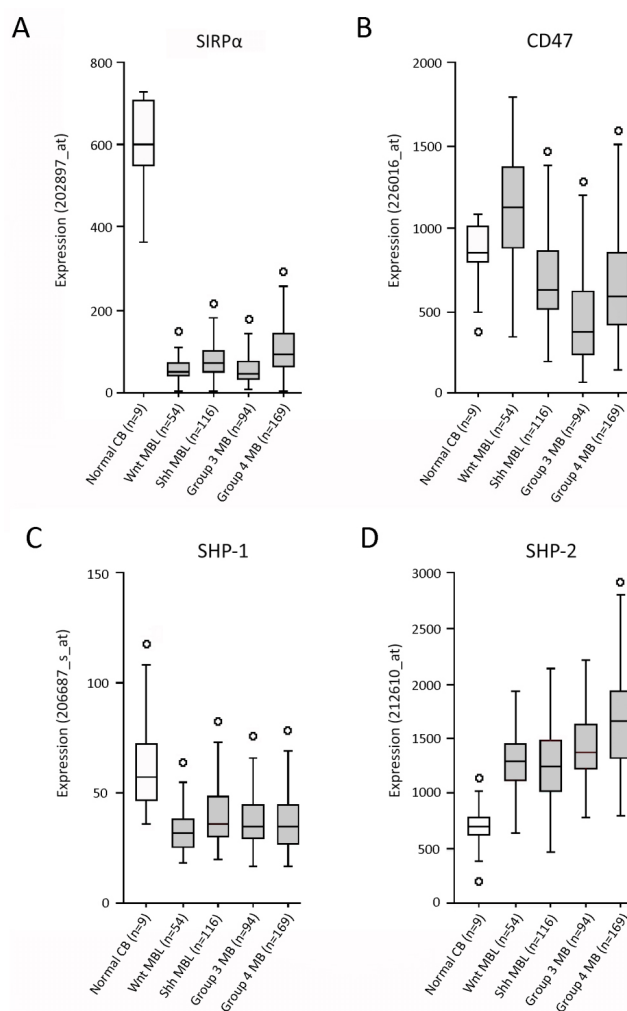 A
SIRPα
Expression (202897_at)
800
600
400
200
0
Normal CB (n=9)
Wnt MBL (n=54)
Shh MBL (n=116)
Group 3 MB (n=94)
Group 4 MB (n=169)
B
CD47
Expression (226016_at)
2000
1500
1000
500
0
Normal CB (n=9)
Wnt MBL (n=54)
Shh MBL (n=116)
Group 3 MB (n=94)
Group 4 MB (n=169)
C
SHP-1
Expression (206687_s_at)
150
100
50
0
Normal CB (n=9)
Wnt MBL (n=54)
Shh MBL (n=116)
Group 3 MB (n=94)
Group 4 MB (n=169)
D
SHP-2
Expression (212610_at)
3000
2500
2000
1500
1000
500
0
Normal CB (n=9)
Wnt MBL (n=54)
Shh MBL (n=116)
Group 3 MB (n=94)
Group 4 MB (n=169)